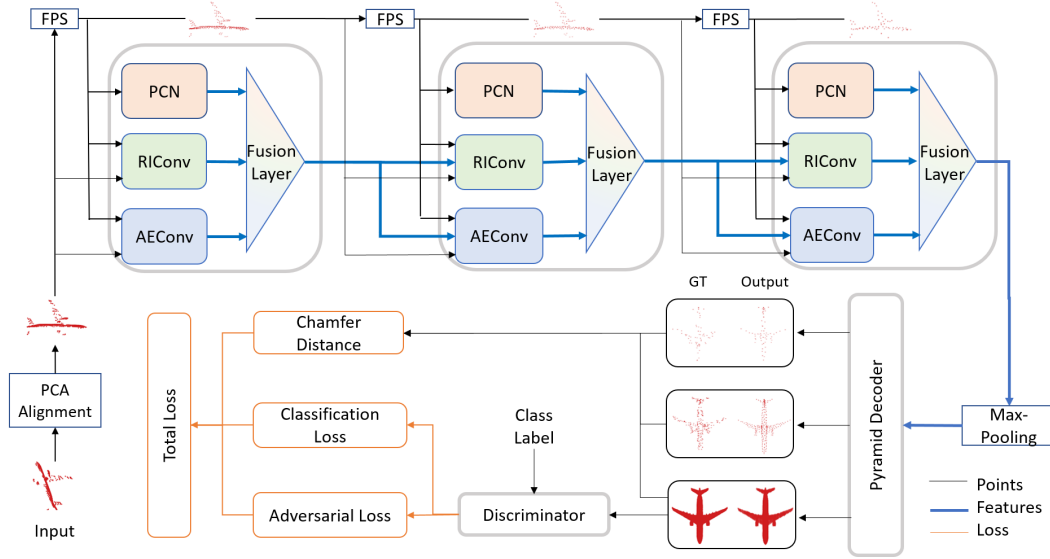 FPS
FPS
FPS
PCN
RIConv
AEConv
Fusion
Layer
PCN
RIConv
AEConv
Fusion
Layer
PCN
RIConv
AEConv
Fusion
Layer
GT
Output
Chamfer
Distance
PCA
Alignment
Total Loss
Classification
Loss
Class
Label
Pyramid Decoder
Max-
Pooling
Adversarial Loss
Discriminator
Input
Points
Features
Loss